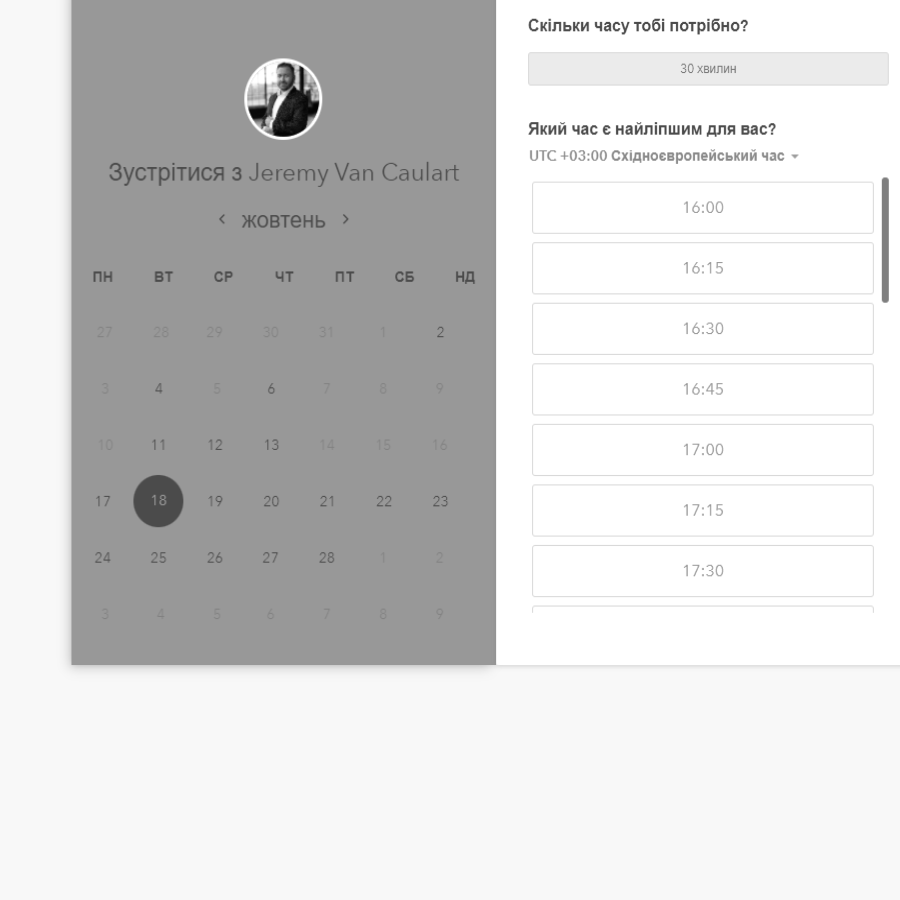 Зустрітися з Jeremy Van Caulart
жовтень
ПН ВТ СР ЧТ ПТ СБ НД
27 28 29 30 31 1 2
3 4 5 6 7 8 9
10 11 12 13 14 15 16
17 18 19 20 21 22 23
24 25 26 27 28 1 2
3 4 5 6 7 8 9
Скільки часу тобі потрібно?
30 хвилин
Який час є найліпшим для вас?
UTC +03:00 Східноєвропейський час
16:00
16:15
16:30
16:45
17:00
17:15
17:30